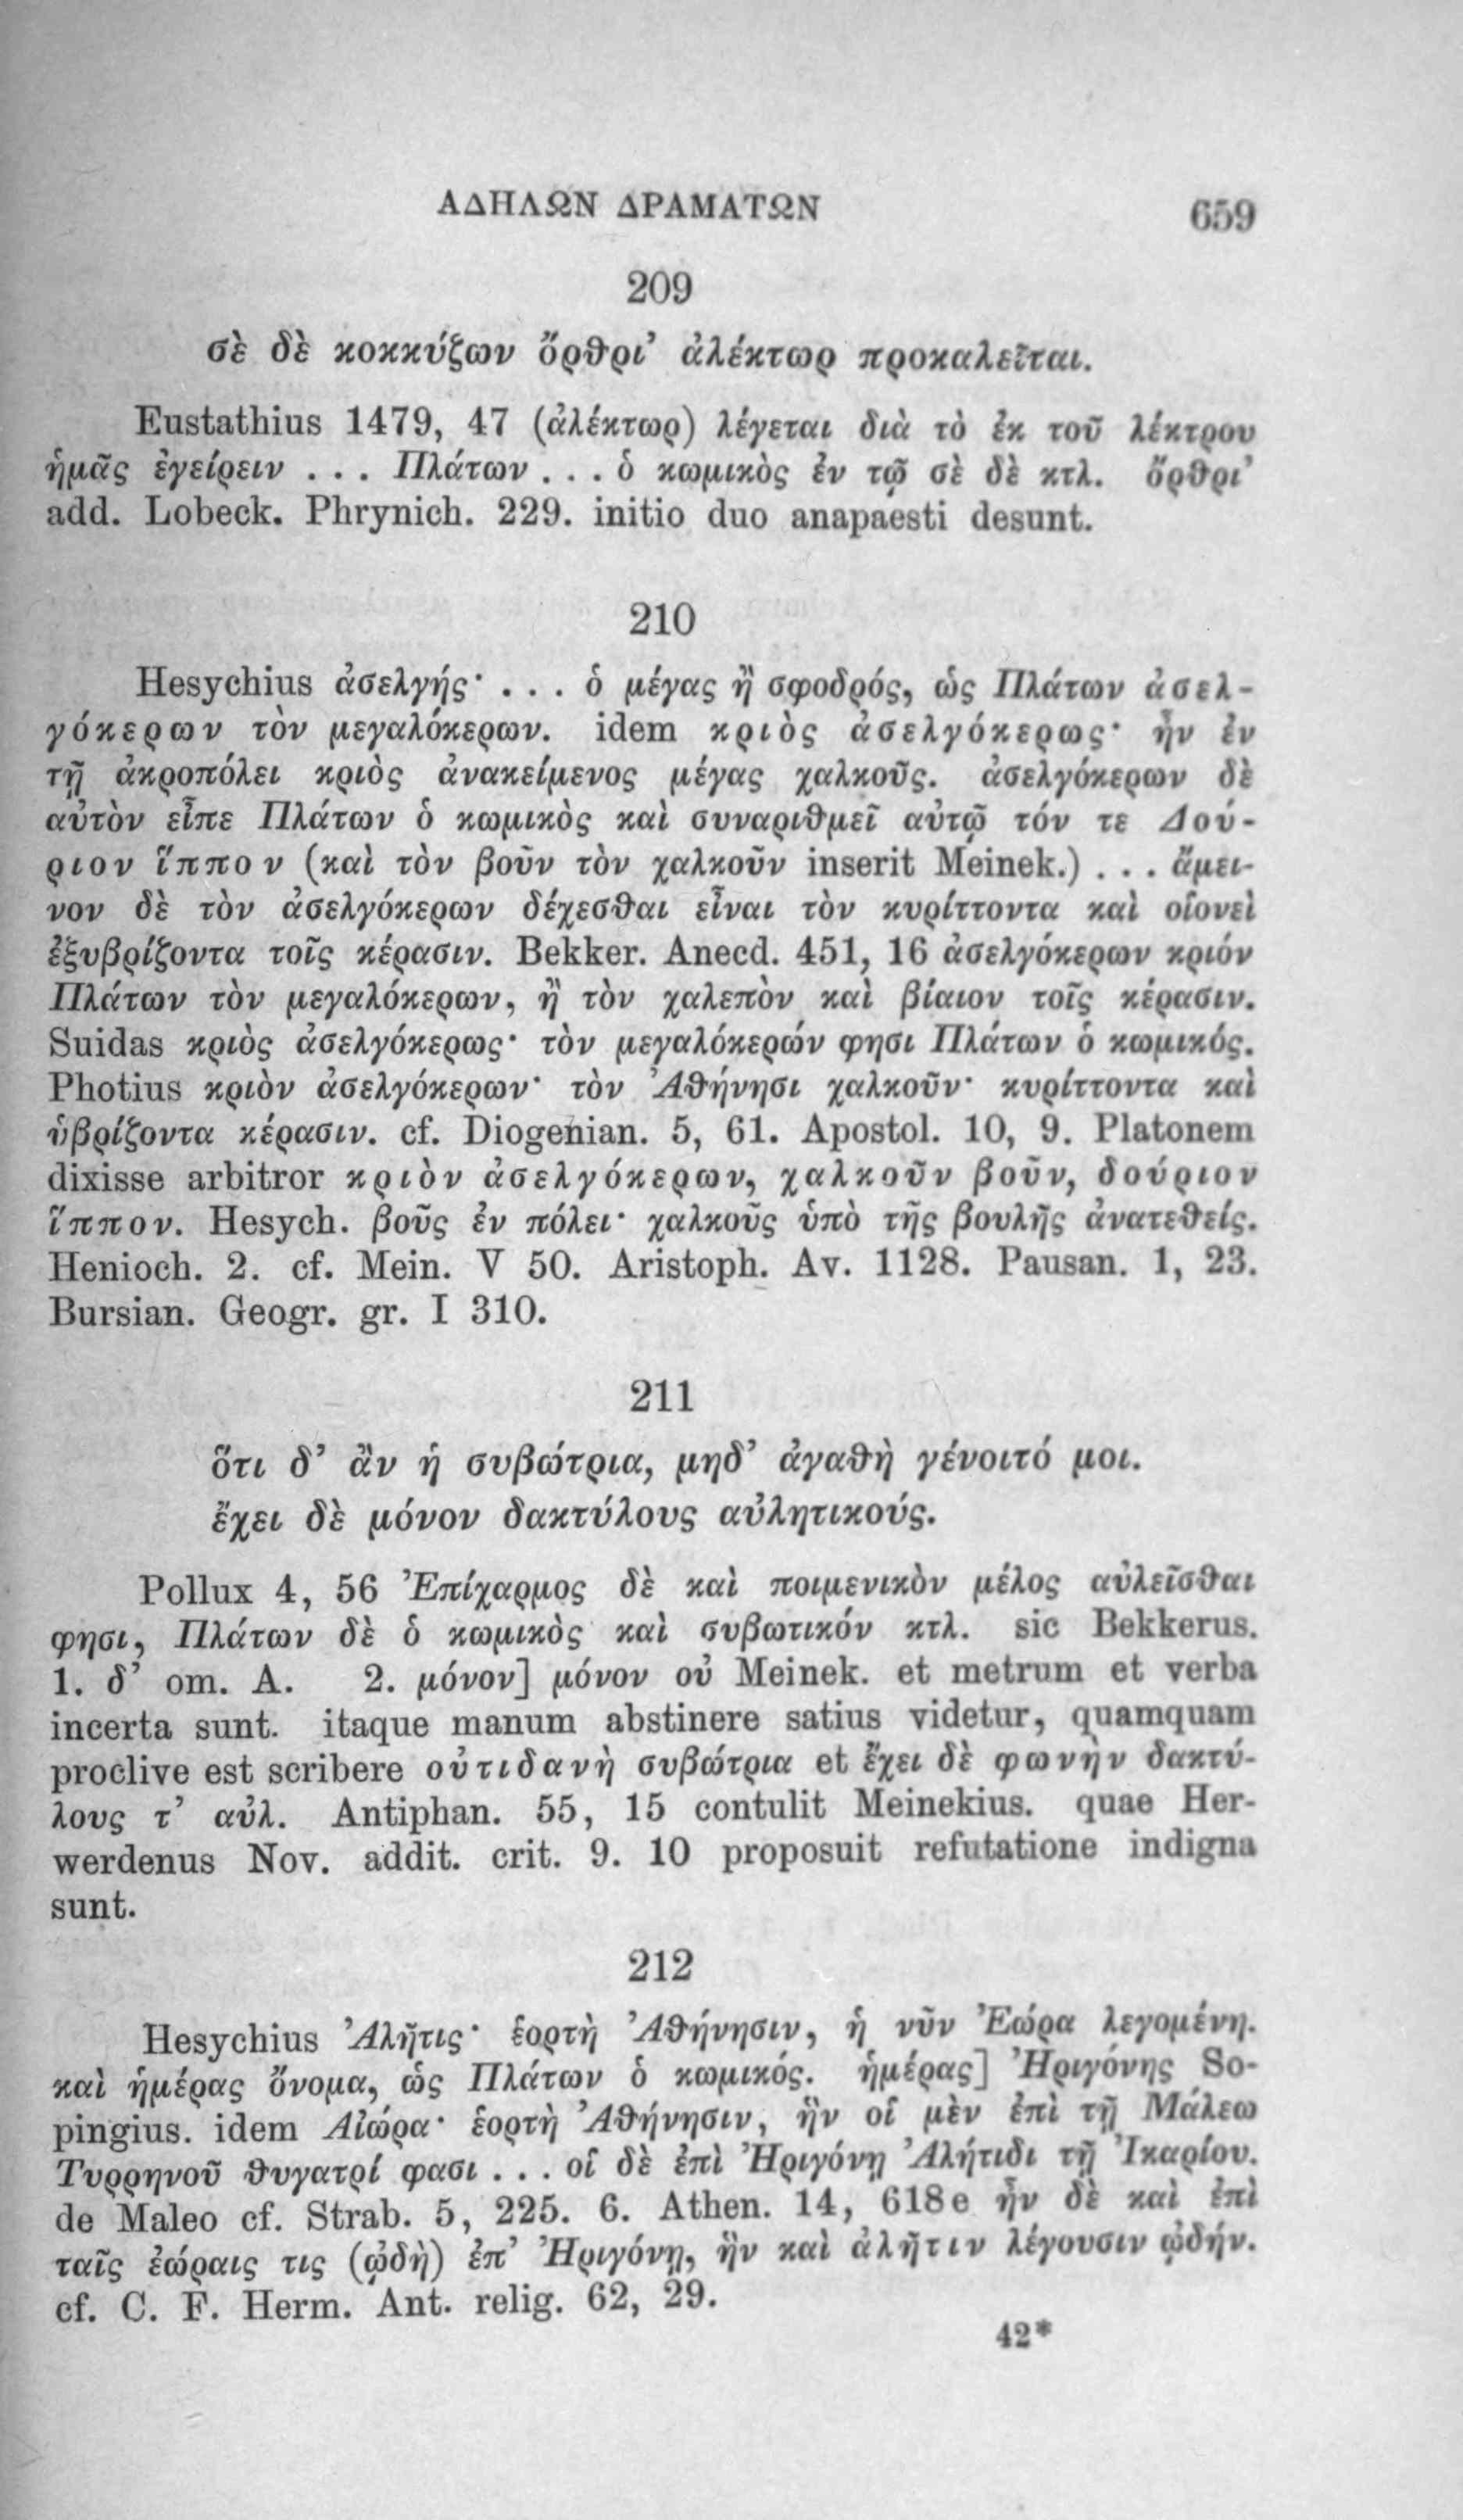 ΑΔΗΛΩΝ ΔΡΑΜΑΤΩΝ 659
209
σὲ δὲ κοκκύζων ὄρθρι’ ἀλέκτωρ προκαλεῖται.
Eustathius 1479, 47 (ἀλέκτωρ) λέγεται διὰ τὸ ἐκ τοῦ λέκτρου
ἡμᾶς ἐγείρειν . . . Πλάτων . . . ὁ κωμικὸς ἐν τῷ σὲ δὲ κτλ. ὄρθρι’
add. Lobeck. Phrynich. 229. initio duo anapaesti desunt.
210
Hesychius ἀσελγής· . . . ὁ μέγας ἢ σφοδρός, ὡς Πλάτων ἀσελ-
γόκερων τὸν μεγαλόκερων. idem κριὸς ἀσελγόκερως· ἦν ἐν
τῇ ἀκροπόλει κριὸς ἀνακείμενος μέγας χαλκοῦς. ἀσελγόκερων δὲ
αὐτὸν εἶπε Πλάτων ὁ κωμικὸς καὶ συναριθμεῖ αὐτῷ τόν τε Δού-
ριον ἵππον (καὶ τὸν βοῦν τὸν χαλκοῦν inserit Meinek.) . . . ἄμει-
νον δὲ τὸν ἀσελγόκερων δέχεσθαι εἶναι τὸν κυρίττοντα καὶ οἱονεὶ
ἐξυβρίζοντα τοῖς κέρασιν. Bekker. Anecd. 451, 16 ἀσελγόκερων κριόν
Πλάτων τὸν μεγαλόκερων, ἢ τὸν χαλεπὸν καὶ βίαιον τοῖς κέρασιν.
Suidas κριὸς ἀσελγόκερως· τὸν μεγαλόκερών φησι Πλάτων ὁ κωμικός.
Photius κριὸν ἀσελγόκερων· τὸν Ἀθήνησι χαλκοῦν· κυρίττοντα καὶ
ὑβρίζοντα κέρασιν. cf. Diogenian. 5, 61. Apostol. 10, 9. Platonem
dixisse arbitror κριὸν ἀσελγόκερων, χαλκοῦν βοῦν, δούριον
ἵππον. Hesych. βοῦς ἐν πόλει· χαλκοῦς ὑπὸ τῆς βουλῆς ἀνατεθείς.
Henioch. 2. cf. Mein. V 50. Aristoph. Av. 1128. Pausan. 1, 23.
Bursian. Geogr. gr. I 310.
211
ὅτι δ’ ἂν ἡ συβώτρια, μηδ’ ἀγαθὴ γένοιτό μοι.
ἔχει δὲ μόνον δακτύλους αὐλητικούς.
Pollux 4, 56 Ἐπίχαρμος δὲ καὶ ποιμενικὸν μέλος αὐλεῖσθαι
φησι, Πλάτων δὲ ὁ κωμικὸς καὶ συβωτικόν κτλ. sic Bekkerus.
1. δ’ om. A. 2. μόνον] μόνον οὐ Meinek. et metrum et verba
incerta sunt. itaque manum abstinere satius videtur, quamquam
proclive est scribere οὐτιδανὴ συβώτρια et ἔχει δὲ φωνὴν δακτύ-
λους τ’ αὐλ. Antiphan. 55, 15 contulit Meinekius. quae Her-
werdenus Nov. addit. crit. 9. 10 proposuit refutatione indigna
sunt.
212
Hesychius Ἀλῆτις· ἑορτὴ Ἀθήνησιν, ἡ νῦν Ἐώρα λεγομένη.
καὶ ἡμέρας ὄνομα, ὡς Πλάτων ὁ κωμικός. ἡμέρας] Ἠριγόνης So-
pingius. idem Αἰώρα· ἑορτὴ Ἀθήνησιν, ἣν οἱ μὲν ἐπὶ τῇ Μάλεω
Τυρρηνοῦ θυγατρί φασι . . . οἱ δὲ ἐπὶ Ἠριγόνῃ Ἀλήτιδι τῇ Ἰκαρίου.
de Maleo cf. Strab. 5, 225. 6. Athen. 14, 618e ἦν δὲ καὶ ἐπὶ
ταῖς ἐώραις τις (ᾠδὴ) ἐπ’ Ἠριγόνῃ, ἣν καὶ ἀλῆτιν λέγουσιν ᾠδήν.
cf. C. F. Herm. Ant. relig. 62, 29.
42*